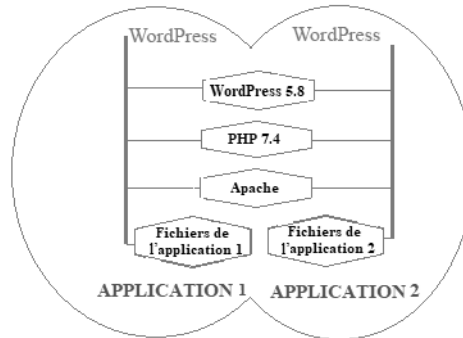 WordPress WordPress
WordPress 5.8
PHP 7.4
Apache
Fichiers de
l'application 1
Fichiers de
l'application 2
APPLICATION 1 APPLICATION 2